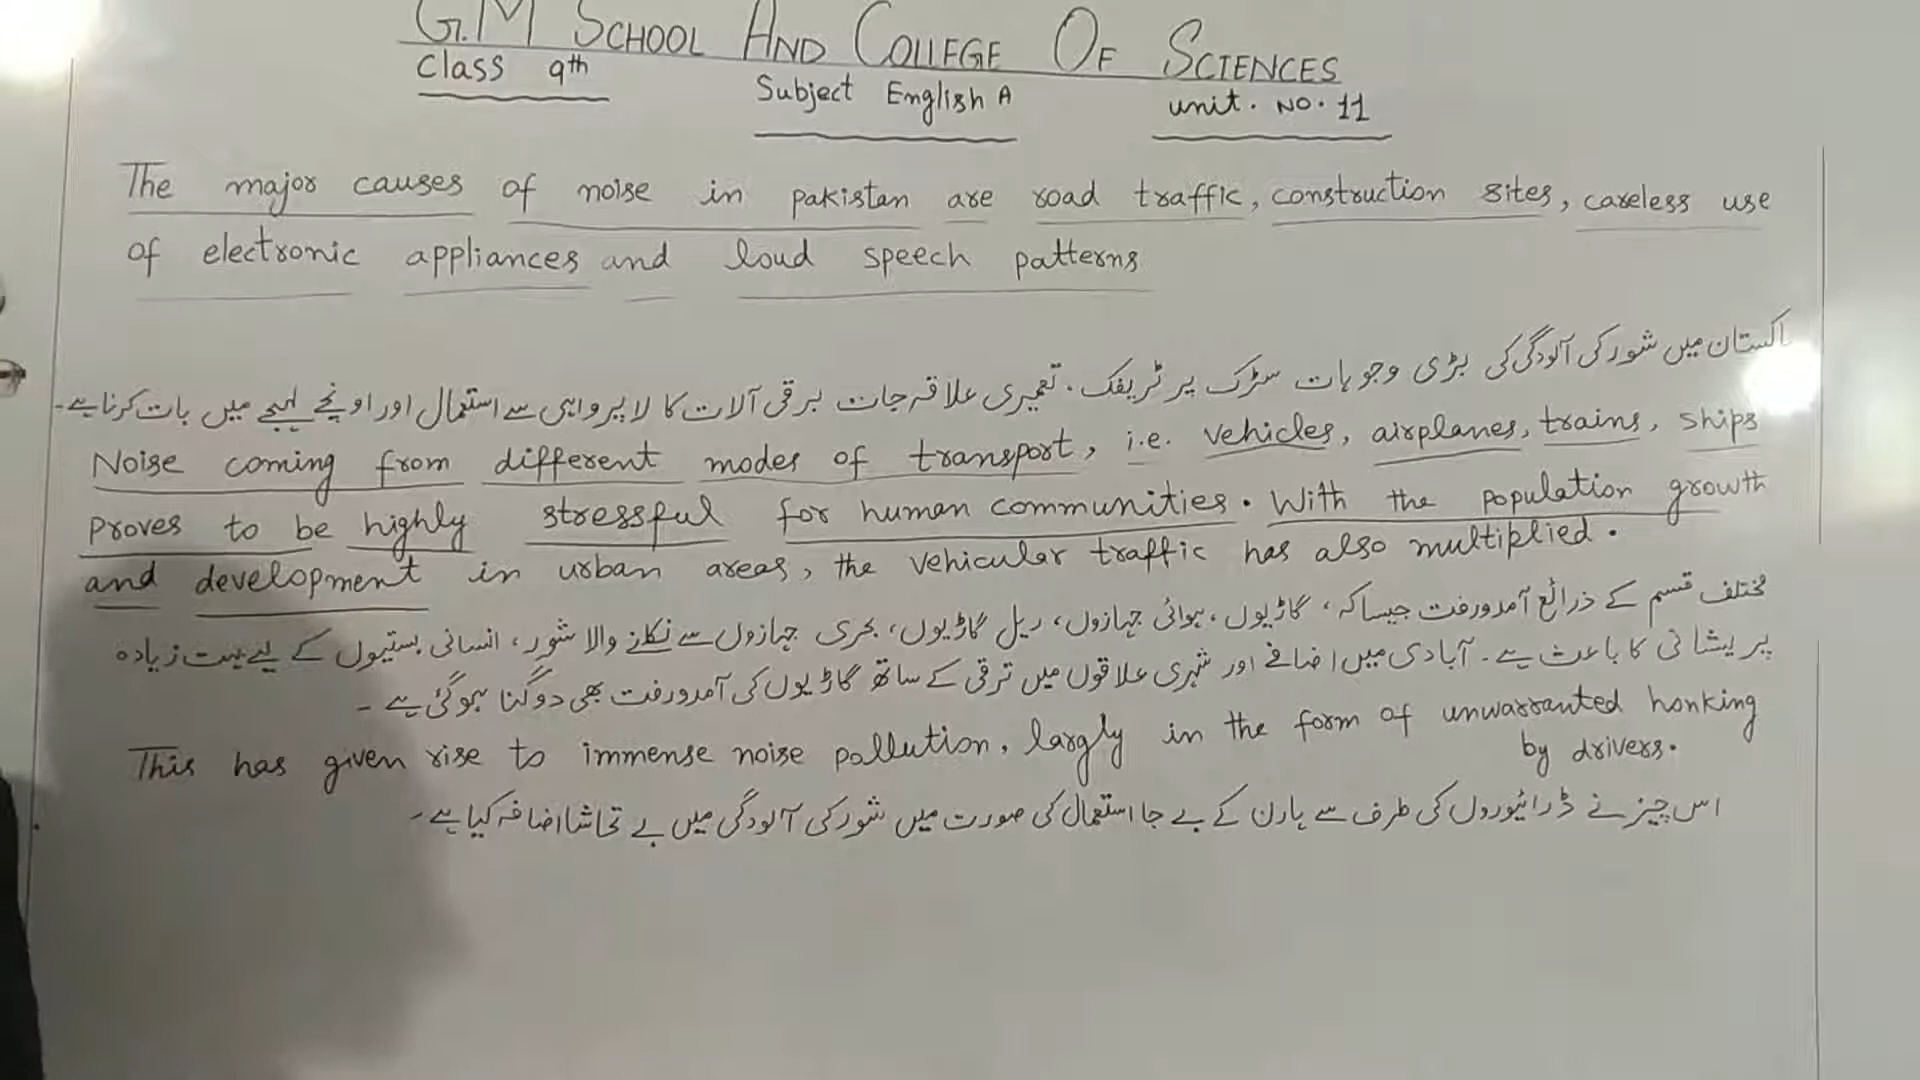 G.M SCHOOL AND COLLEGE OF SCIENCES
Class 9th Subject English A unit. NO. 11
The major causes of noise in pakistan are road traffic, construction sites, careless use
of electronic appliances and loud speech patterns
پاکستان میں شور کی آلودگی کی بڑی وجوہات سڑک پر ٹریفک۔ تعمیری علاقہ جات برقی آلات کا لاپرواہی سے استعمال اور اونچے لہجے میں بات کرنا ہے۔
Noise coming from different modes of transport, i.e. vehicles, airplanes, trains, ships
proves to be highly stressful for human communities. With the population growth
and development in urban areas, the vehicular traffic has also multiplied.
مختلف قسم کے ذرائع آمدورفت جیسا کہ، گاڑیوں، ہوائی جہازوں، ریل گاڑیوں، بحری جہازوں سے نکلنے والا شور، انسانی بستیوں کے لیے بہت زیادہ
پریشانی کا باعث ہے۔ آبادی میں اضافے اور شہری علاقوں میں ترقی کے ساتھ گاڑیوں کی آمدورفت بھی دوگنا ہوگئی ہے۔
This has given rise to immense noise pollution, largly in the form of unwarranted honking
by drivers.
اس چیز نے ڈرائیوروں کی طرف سے ہارن کے بے جا استعمال کی صورت میں شور کی آلودگی میں بے تحاشا اضافہ کیا ہے۔